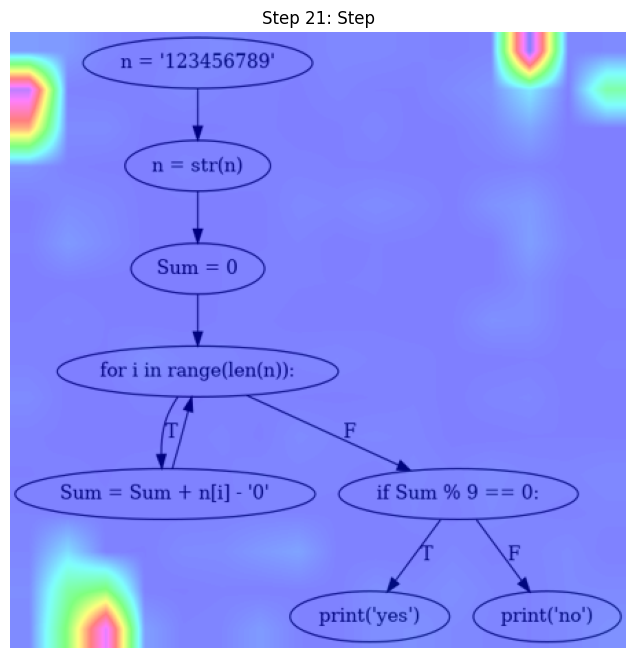 Step 21: Step
n = '123456789'
n = str(n)
Sum = 0
for i in range(len(n)):
T
F
Sum = Sum + n[i] - '0'
if Sum % 9 == 0:
T
F
print('yes')
print('no')